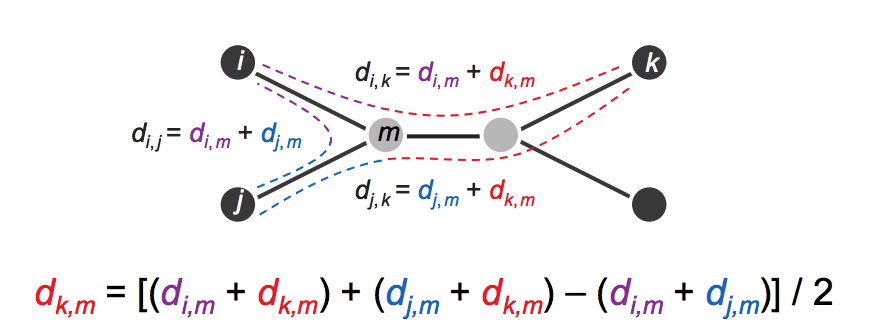 i
k
d_{i,k} = d_{i,m} + d_{k,m}
d_{i,j} = d_{i,m} + d_{j,m}
m
j
d_{j,k} = d_{j,m} + d_{k,m}
d_{k,m} = [(d_{i,m} + d_{k,m}) + (d_{j,m} + d_{k,m}) – (d_{i,m} + d_{j,m})] / 2